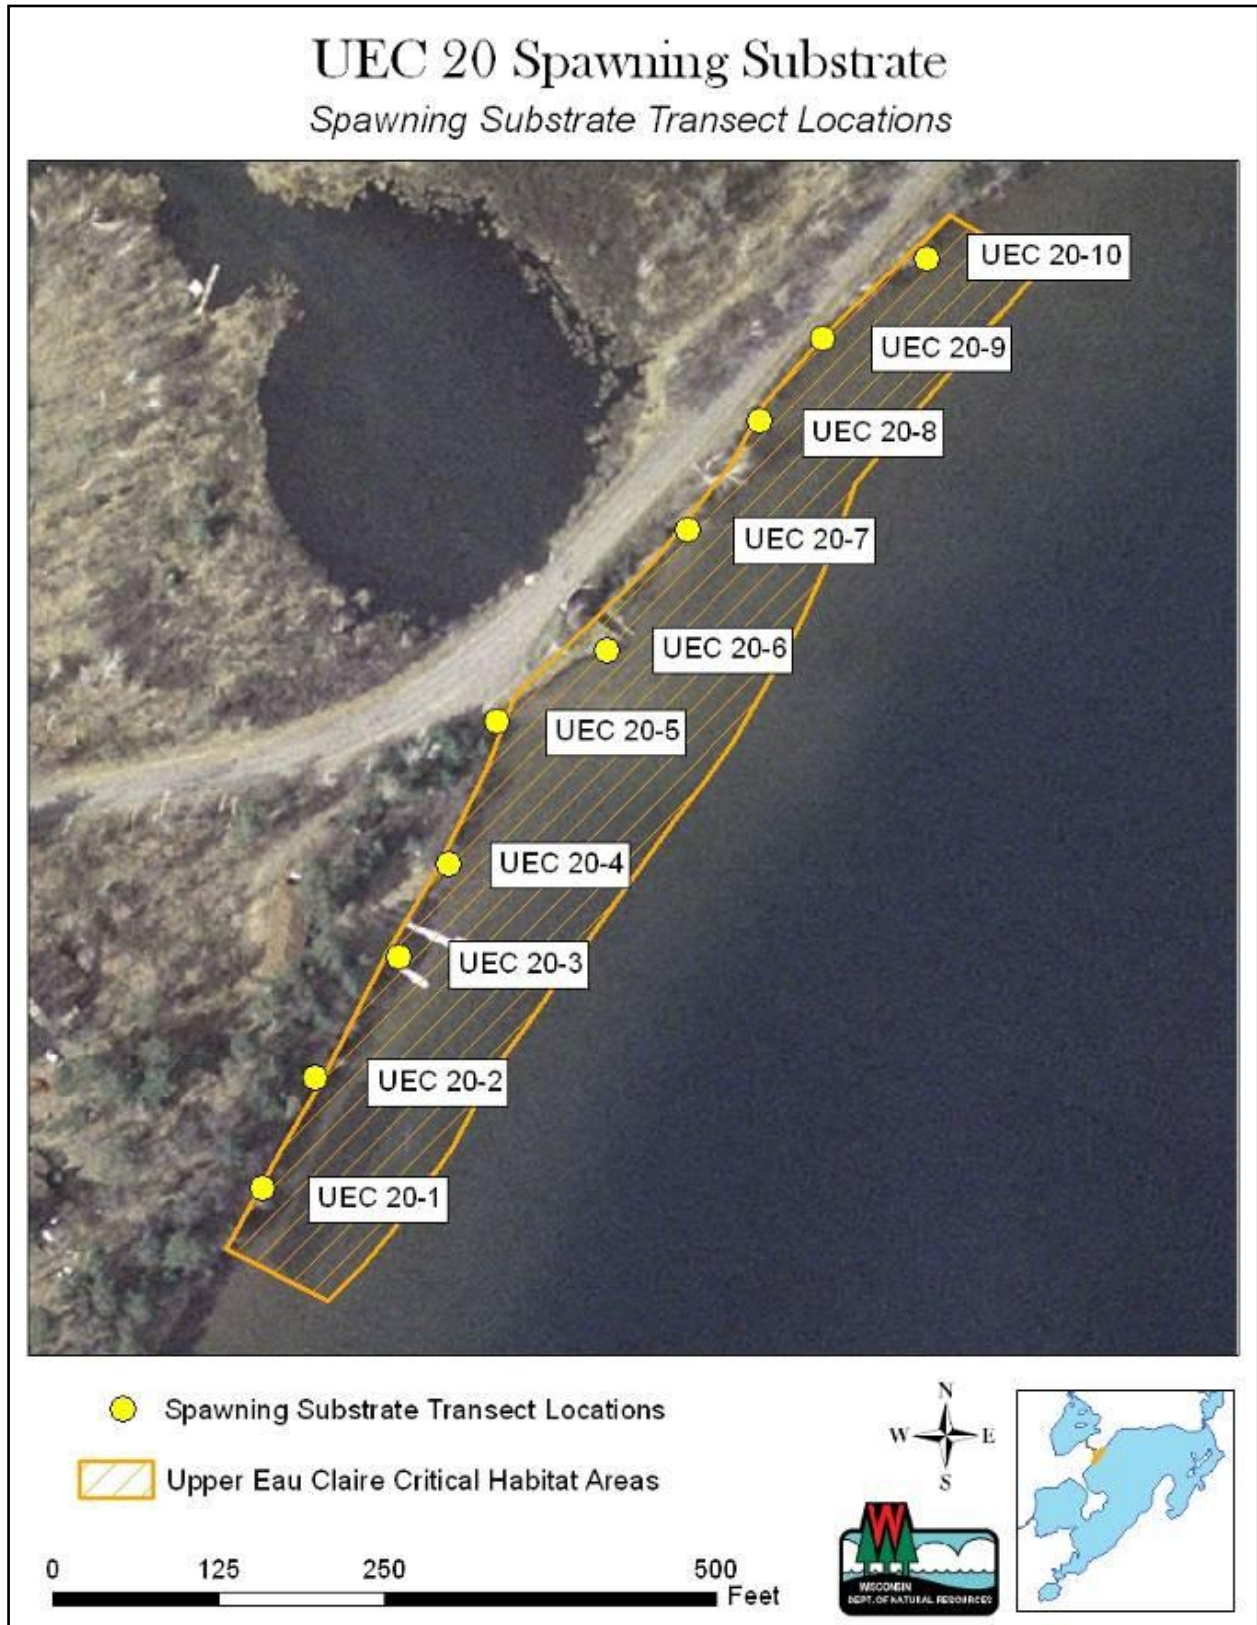 UEC 20 Spawning Substrate
Spawning Substrate Transect Locations
UEC 20-10
UEC 20-9
UEC 20-8
UEC 20-7
UEC 20-6
UEC 20-5
UEC 20-4
UEC 20-3
UEC 20-2
UEC 20-1
Spawning Substrate Transect Locations
Upper Eau Claire Critical Habitat Areas
N
W E
S
0 125 250 500
Feet
W
WISCONSIN
DEPT. OF NATURAL RESOURCES